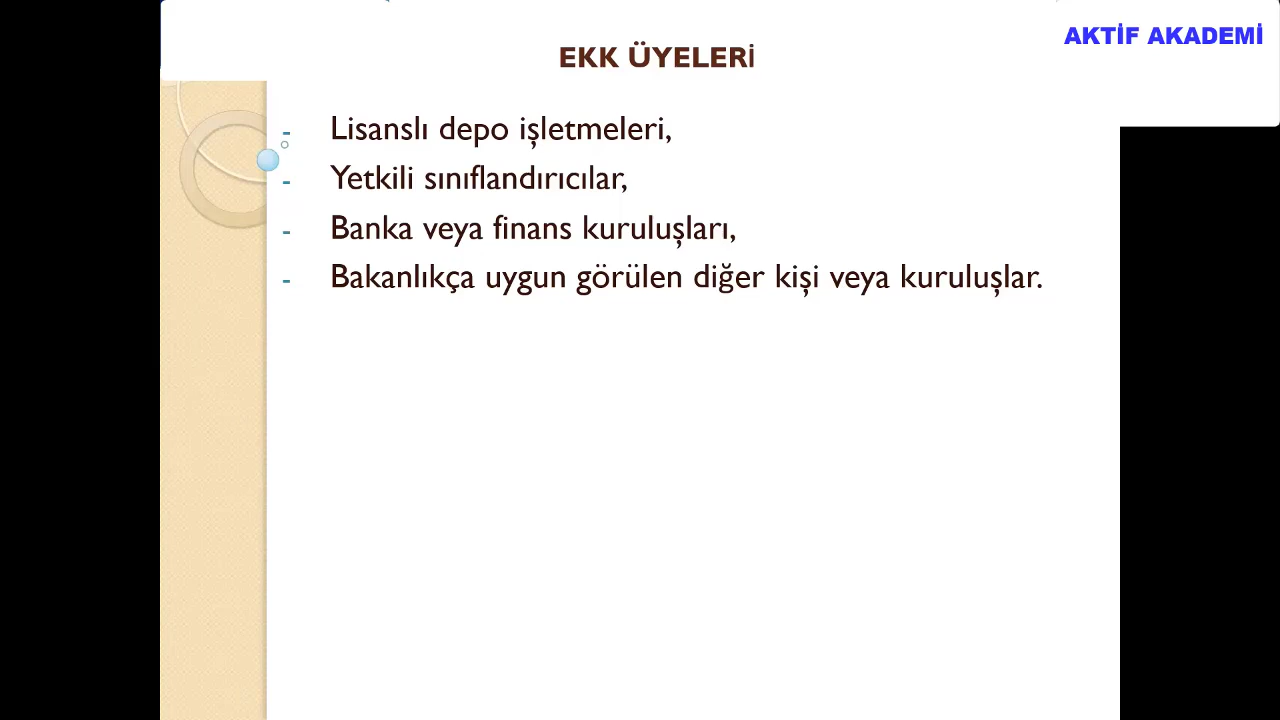 AKTİF AKADEMİ
EKK ÜYELERİ
- Lisanslı depo işletmeleri,
- Yetkili sınıflandırıcılar,
- Banka veya finans kuruluşları,
- Bakanlıkça uygun görülen diğer kişi veya kuruluşlar.